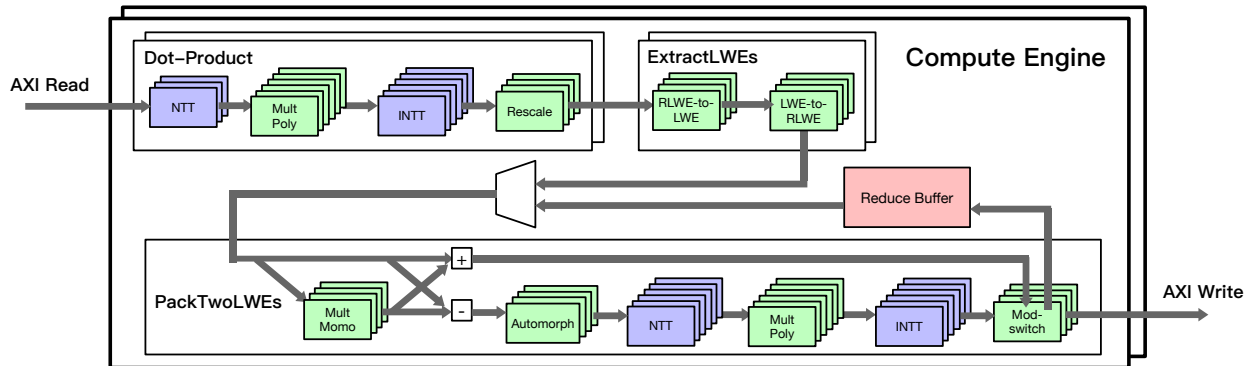 Compute Engine
Dot-Product
ExtractLWEs
AXI Read
NTT
Mult
Poly
INTT
Rescale
RLWE-to-
LWE
LWE-to-
RLWE
Reduce Buffer
PackTwoLWEs
+
-
Mult
Momo
Automorph
NTT
Mult
Poly
INTT
Mod-
switch
AXI Write